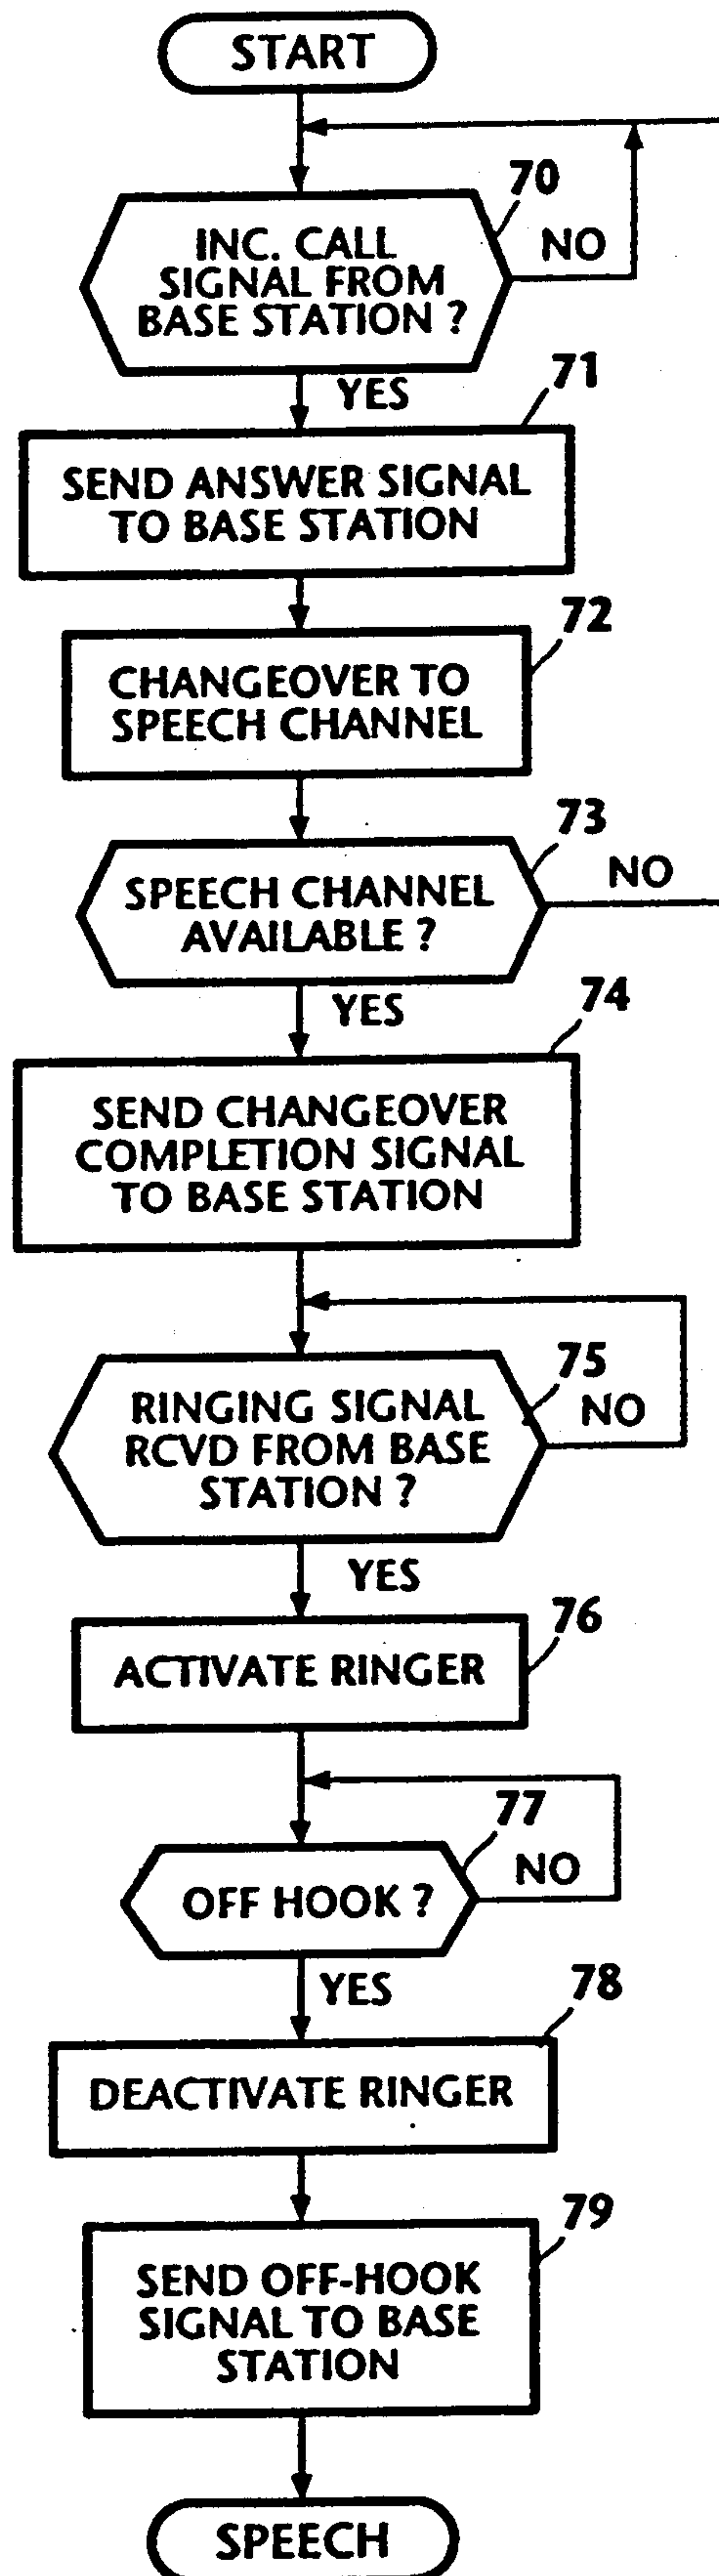 START
70
INC. CALL
NO
SIGNAL FROM
BASE STATION ?
YES
71
SEND ANSWER SIGNAL
TO BASE STATION
72
CHANGEOVER TO
SPEECH CHANNEL
73
SPEECH CHANNEL
NO
AVAILABLE ?
YES
74
SEND CHANGEOVER
COMPLETION SIGNAL
TO BASE STATION
75
RINGING SIGNAL
NO
RCVD FROM BASE
STATION ?
YES
76
ACTIVATE RINGER
77
NO
OFF HOOK ?
YES
78
DEACTIVATE RINGER
79
SEND OFF-HOOK
SIGNAL TO BASE
STATION
SPEECH